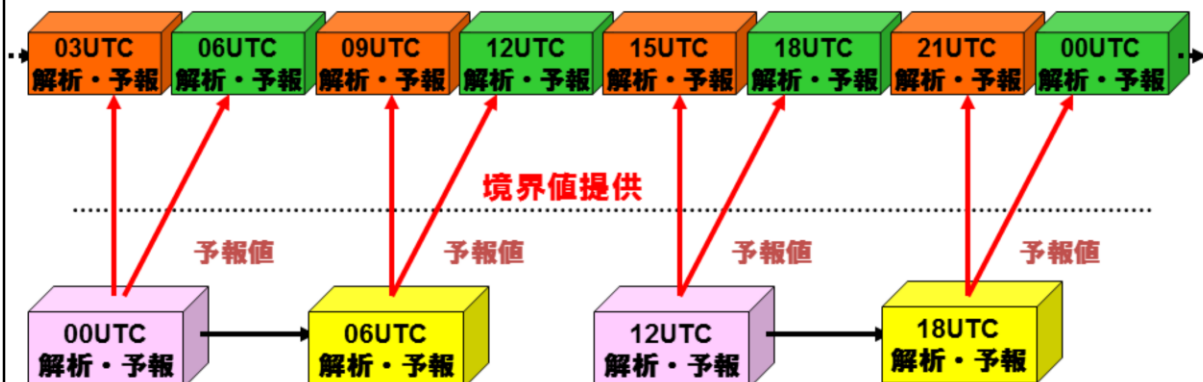 03UTC
解析・予報
06UTC
解析・予報
09UTC
解析・予報
12UTC
解析・予報
15UTC
解析・予報
18UTC
解析・予報
21UTC
解析・予報
00UTC
解析・予報
境界値提供
予報値
予報値
予報値
予報値
00UTC
解析・予報
06UTC
解析・予報
12UTC
解析・予報
18UTC
解析・予報